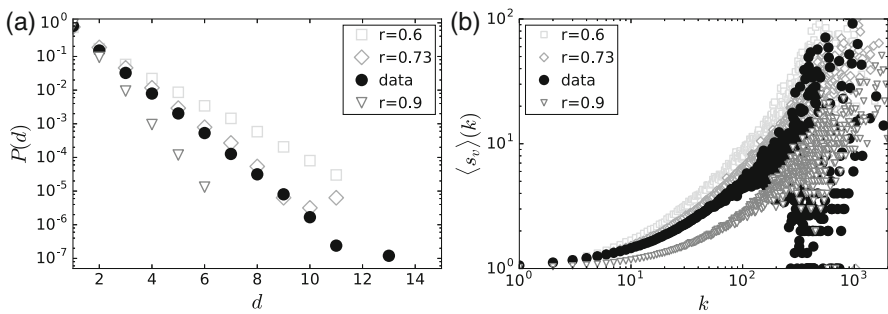 (a)
10^0
10^-1
10^-2
10^-3
10^-4
10^-5
10^-6
10^-7
P(d)
2 4 6 8 10 12 14
d
r=0.6
r=0.73
data
r=0.9
(b)
10^2
10^1
10^0
⟨s_v⟩(k)
10^0 10^1 10^2 10^3
k
r=0.6
r=0.73
data
r=0.9